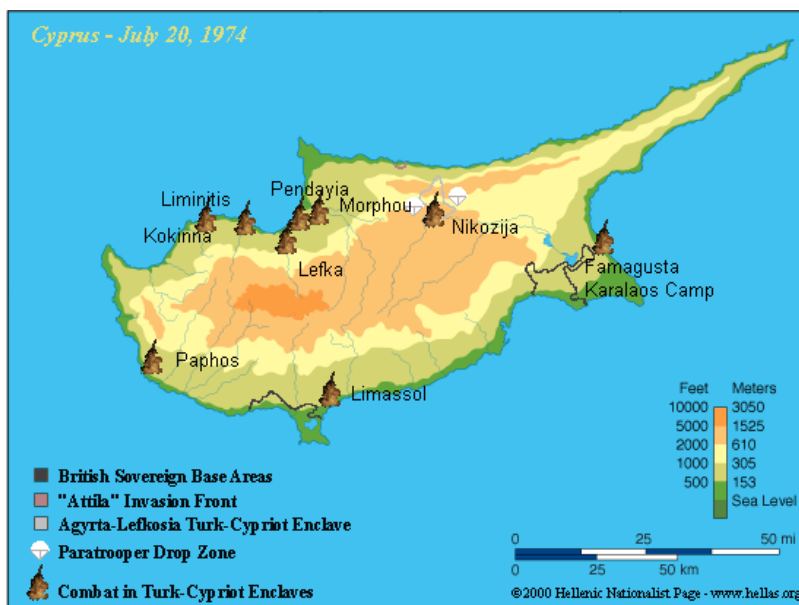 Cyprus - July 20, 1974
Pendayia
Liminitis
Morphou
Kokinna
Nikozija
Lefka
Famagusta
Karalaos Camp
Paphos
Limassol
Feet Meters
10000 3050
5000 1525
2000 610
1000 305
500 153
Sea Level
British Sovereign Base Areas
"Attila" Invasion Front
Agyrta-Lefkosia Turk-Cypriot Enclave
Paratrooper Drop Zone
Combat in Turk-Cypriot Enclaves
0 25 50 mi
0 25 50 km
©2000 Hellenic Nationalist Page - www.hellas.org